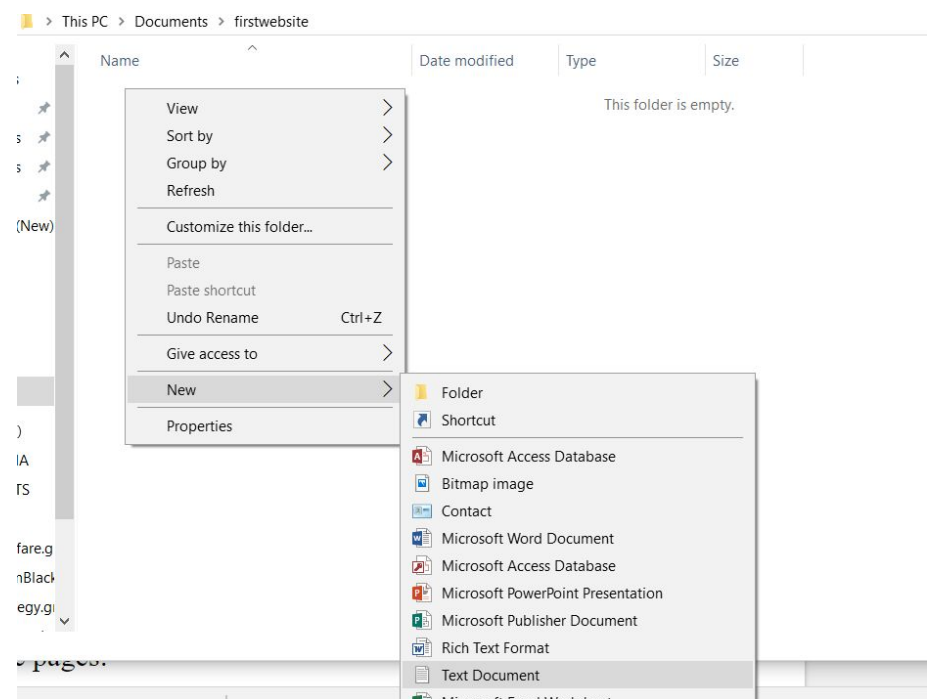 > This PC > Documents > firstwebsite
Name Date modified Type Size
This folder is empty.
s
s
s
(New)
)
IA
TS
fare.g
egy.g
View
Sort by
Group by
Refresh
Customize this folder...
Paste
Paste shortcut
Undo Rename Ctrl+Z
Give access to
New
Properties
Folder
Shortcut
Microsoft Access Database
Bitmap image
Contact
Microsoft Word Document
Microsoft Access Database
Microsoft PowerPoint Presentation
Microsoft Publisher Document
Rich Text Format
Text Document
pages.